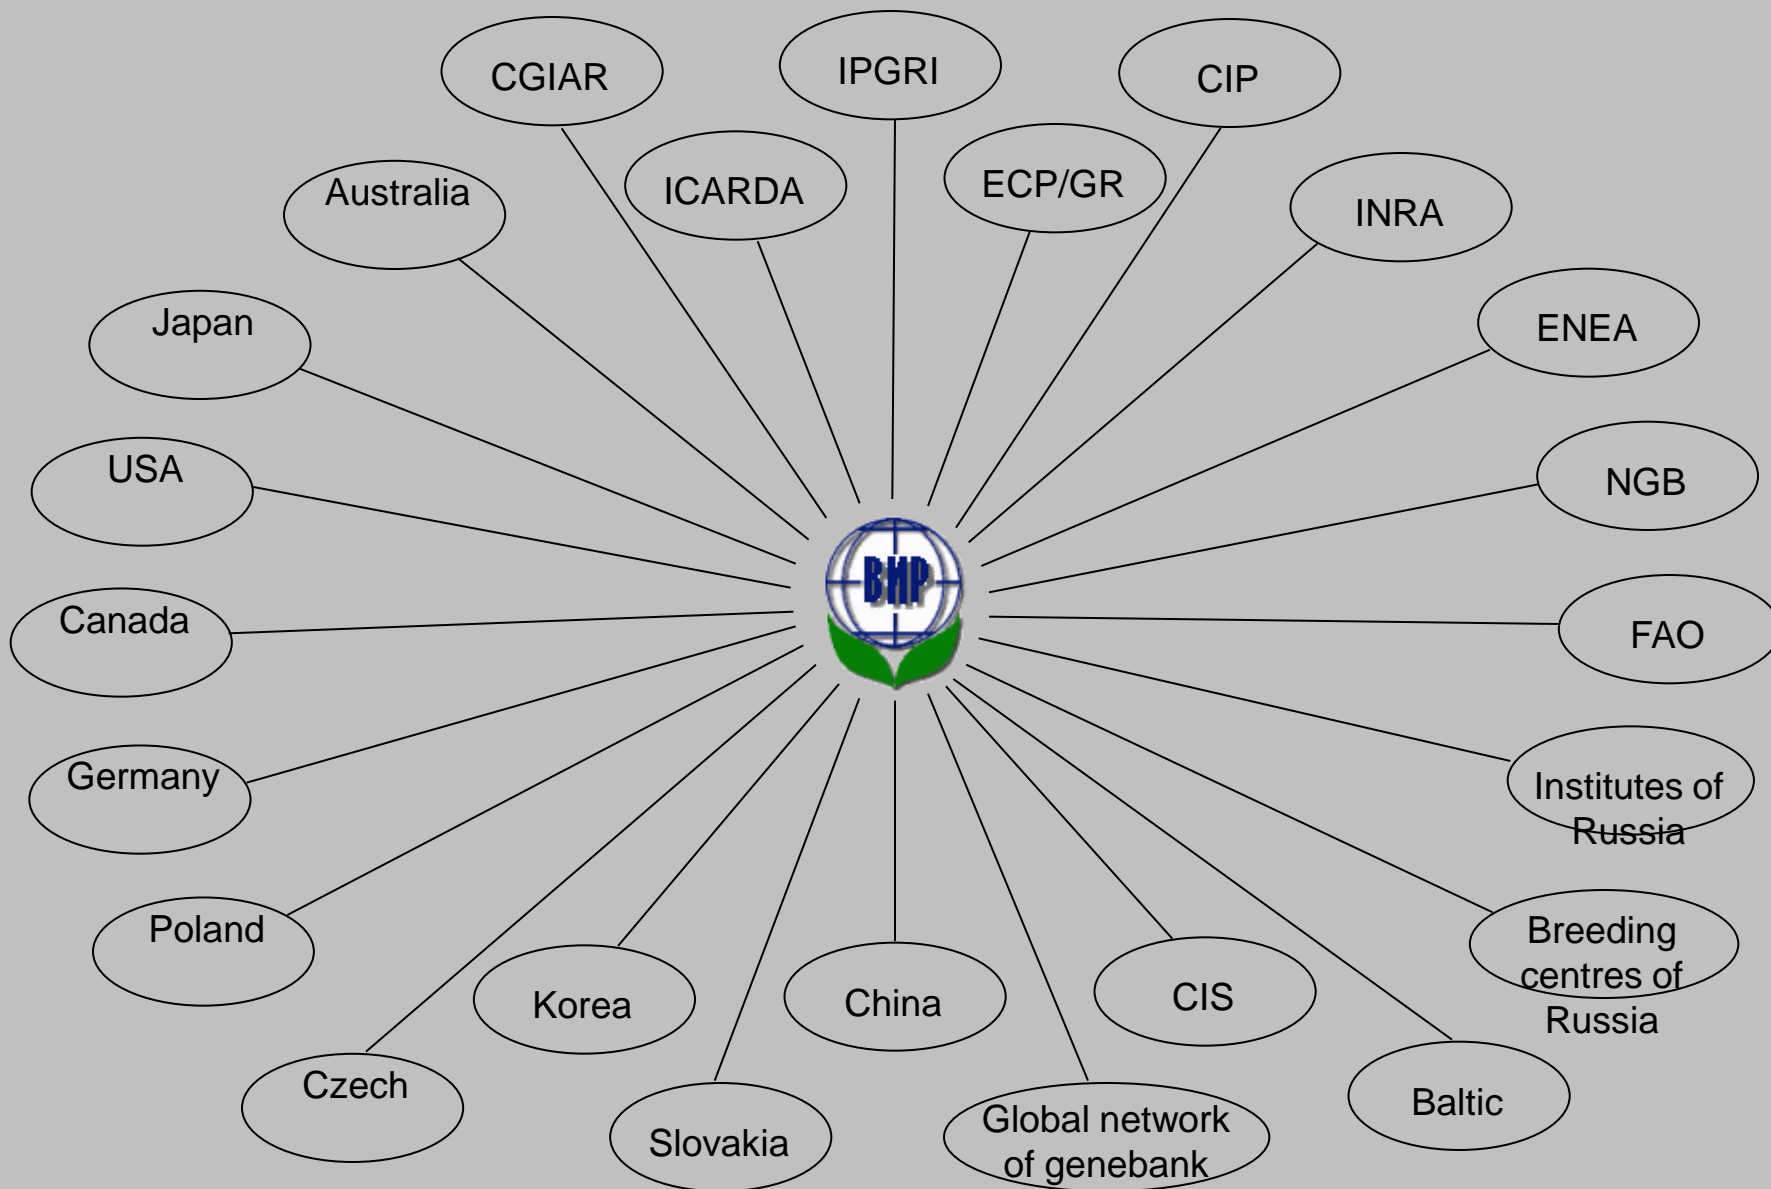 IPGRI
CGIAR
CIP
ICARDA
ECP/GR
Australia
INRA
Japan
ENEA
USA
NGB
ВИР
Canada
FAO
Germany
Institutes of
Russia
Poland
Breeding
centres of
Russia
Korea
China
CIS
Czech
Slovakia
Global network
of genebank
Baltic